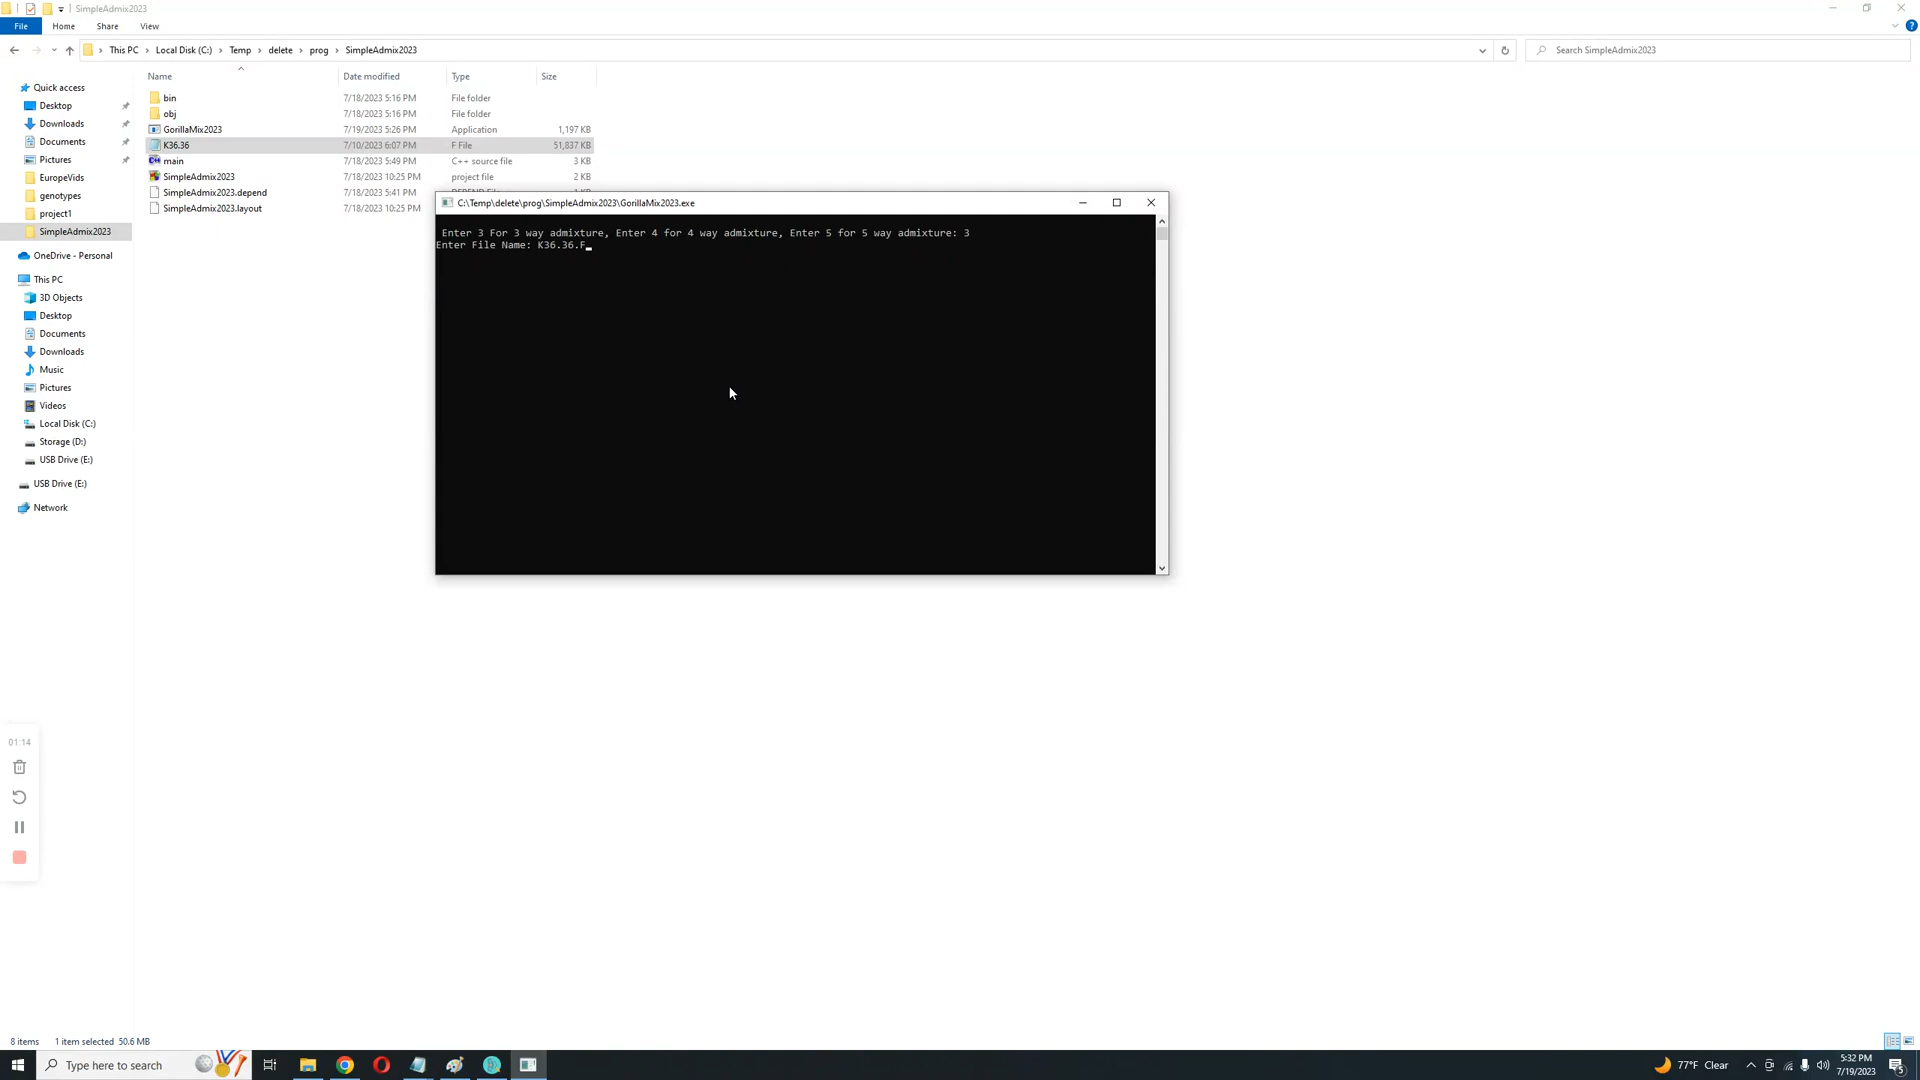 SimpleAdmix2023
File Home Share View
This PC Local Disk (C:) Temp delete prog SimpleAdmix2023
Search SimpleAdmix2023
Name Date modified Type Size
Quick access
Desktop
Downloads
Documents
Pictures
EuropeVids
genotypes
project1
SimpleAdmix2023
OneDrive - Personal
This PC
3D Objects
Desktop
Documents
Downloads
Music
Pictures
Videos
Local Disk (C:)
Storage (D:)
USB Drive (E:)
USB Drive (E:)
Network
bin 7/18/2023 5:16 PM File folder
obj 7/18/2023 5:16 PM File folder
GorillaMix2023 7/19/2023 5:26 PM Application 1,197 KB
K36.36 7/10/2023 6:07 PM F File 51,837 KB
main 7/18/2023 5:49 PM C++ source file 3 KB
SimpleAdmix2023 7/18/2023 10:25 PM project file 2 KB
SimpleAdmix2023.depend 7/18/2023 5:41 PM
SimpleAdmix2023.layout 7/18/2023 10:25 PM
C:\Temp\delete\prog\SimpleAdmix2023\GorillaMix2023.exe
Enter 3 For 3 way admixture, Enter 4 for 4 way admixture, Enter 5 for 5 way admixture: 3
Enter File Name: K36.36.F_
01:14
8 items 1 item selected 50.6 MB
Type here to search
77°F Clear
5:32 PM
7/19/2023
5